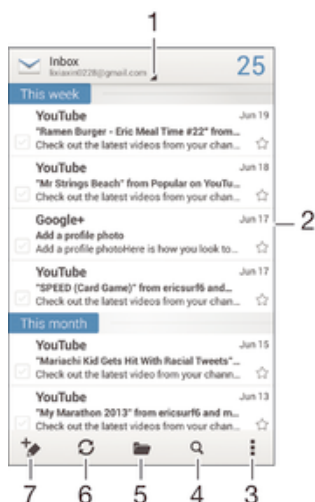 1
Inbox
25
lixiaxin0228@gmail.com
This week
YouTube Jun 19
"Ramen Burger - Eric Meal Time #22" from...
Check out the latest videos from your chan...
YouTube Jun 18
"Mr Strings Beach" from Popular on YouTu...
Check out the latest videos from your chan...
Google+ Jun 17
Add a profile photo
Add a profile photoHere is how you look to...
2
YouTube Jun 17
"SPEED (Card Game)" from ericsurf6 and...
Check out the latest videos from your chan...
This month
YouTube Jun 15
"Mariachi Kid Gets Hit With Racial Tweets"...
Check out the latest videos from your chann...
YouTube Jun 13
"My Marathon 2013" from ericsurf6 and m...
Check out the latest videos from your chan...
7 6 5 4 3